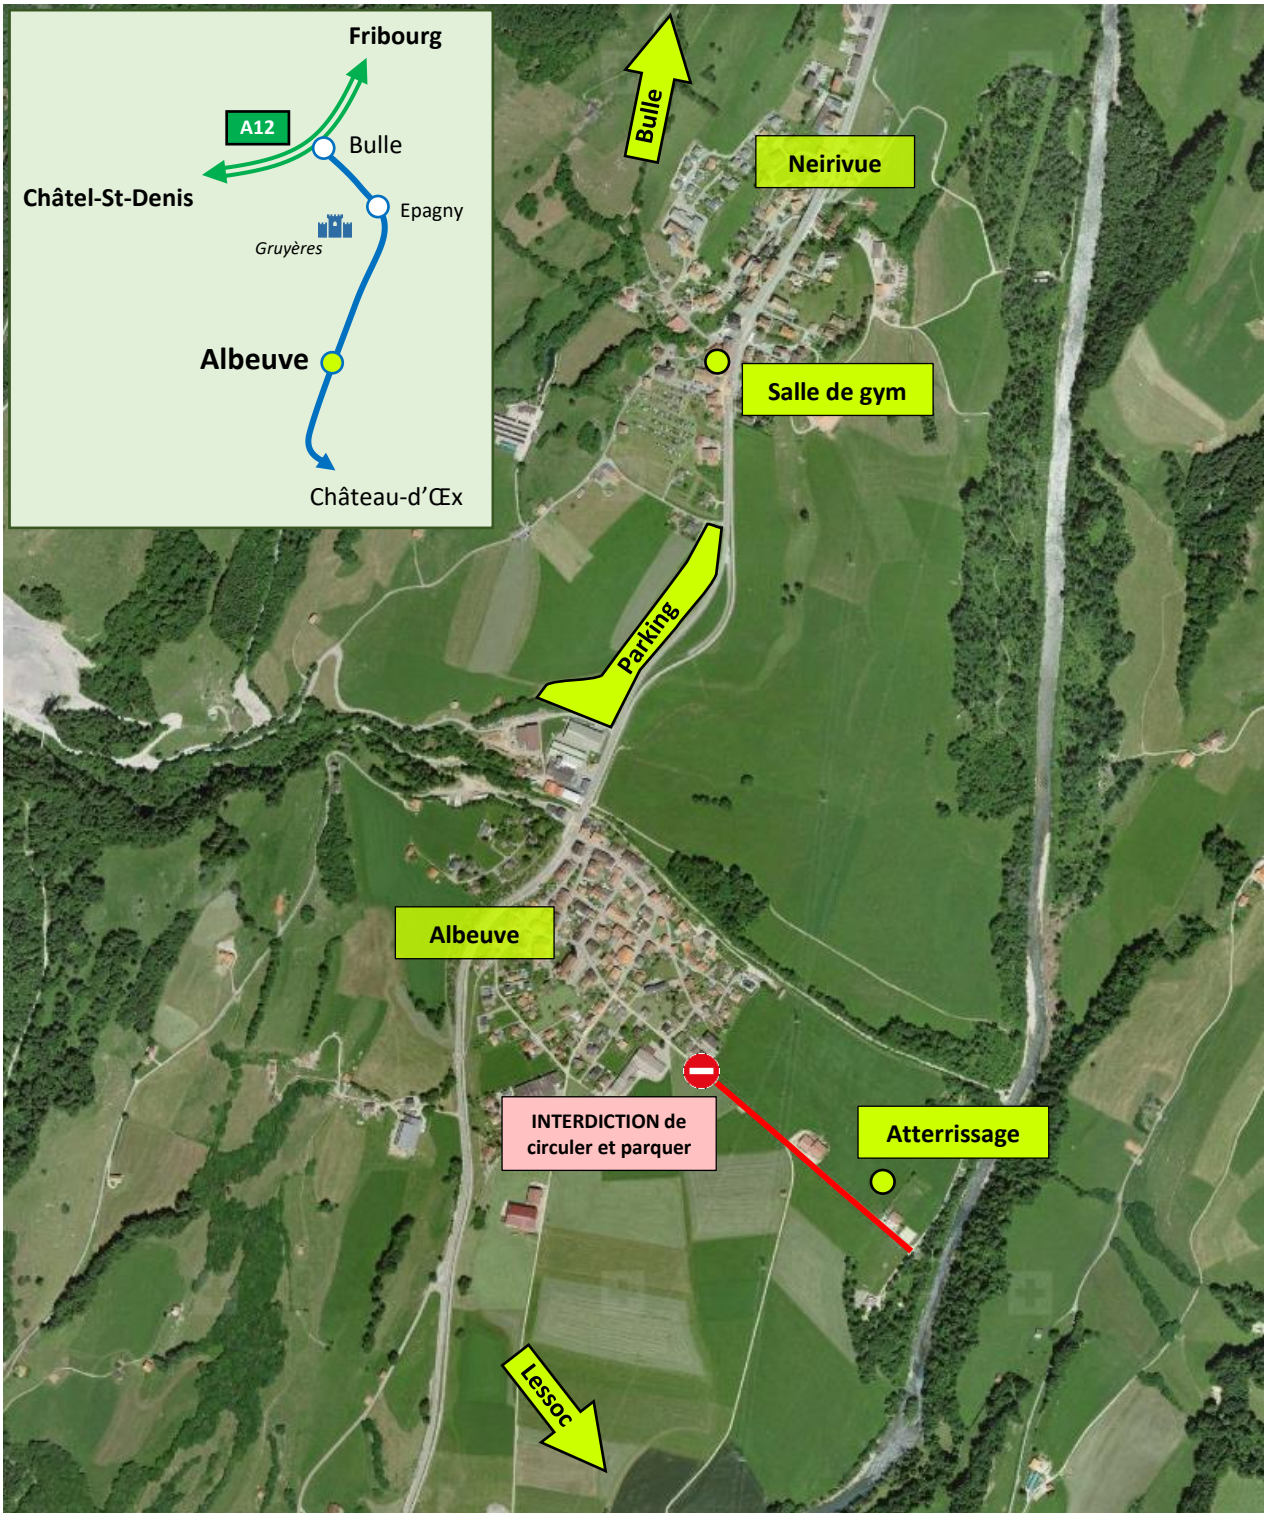 Fribourg
A12
Bulle
Châtel-St-Denis
Epagny
Gruyères
Albeuve
Château-d'Œx
Bulle
Neirivue
Salle de gym
Parking
Albeuve
INTERDICTION de
circuler et parquer
Atterrissage
Lessoc